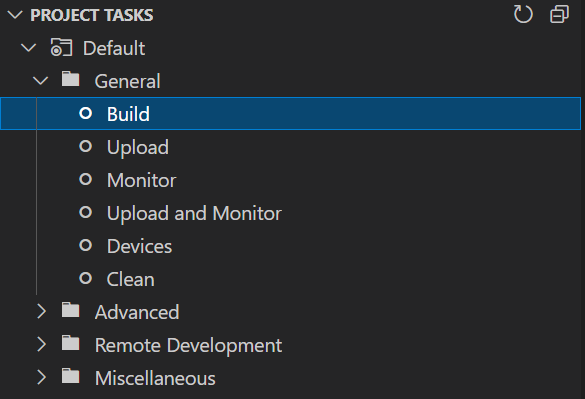 PROJECT TASKS
Default
General
Build
Upload
Monitor
Upload and Monitor
Devices
Clean
Advanced
Remote Development
Miscellaneous